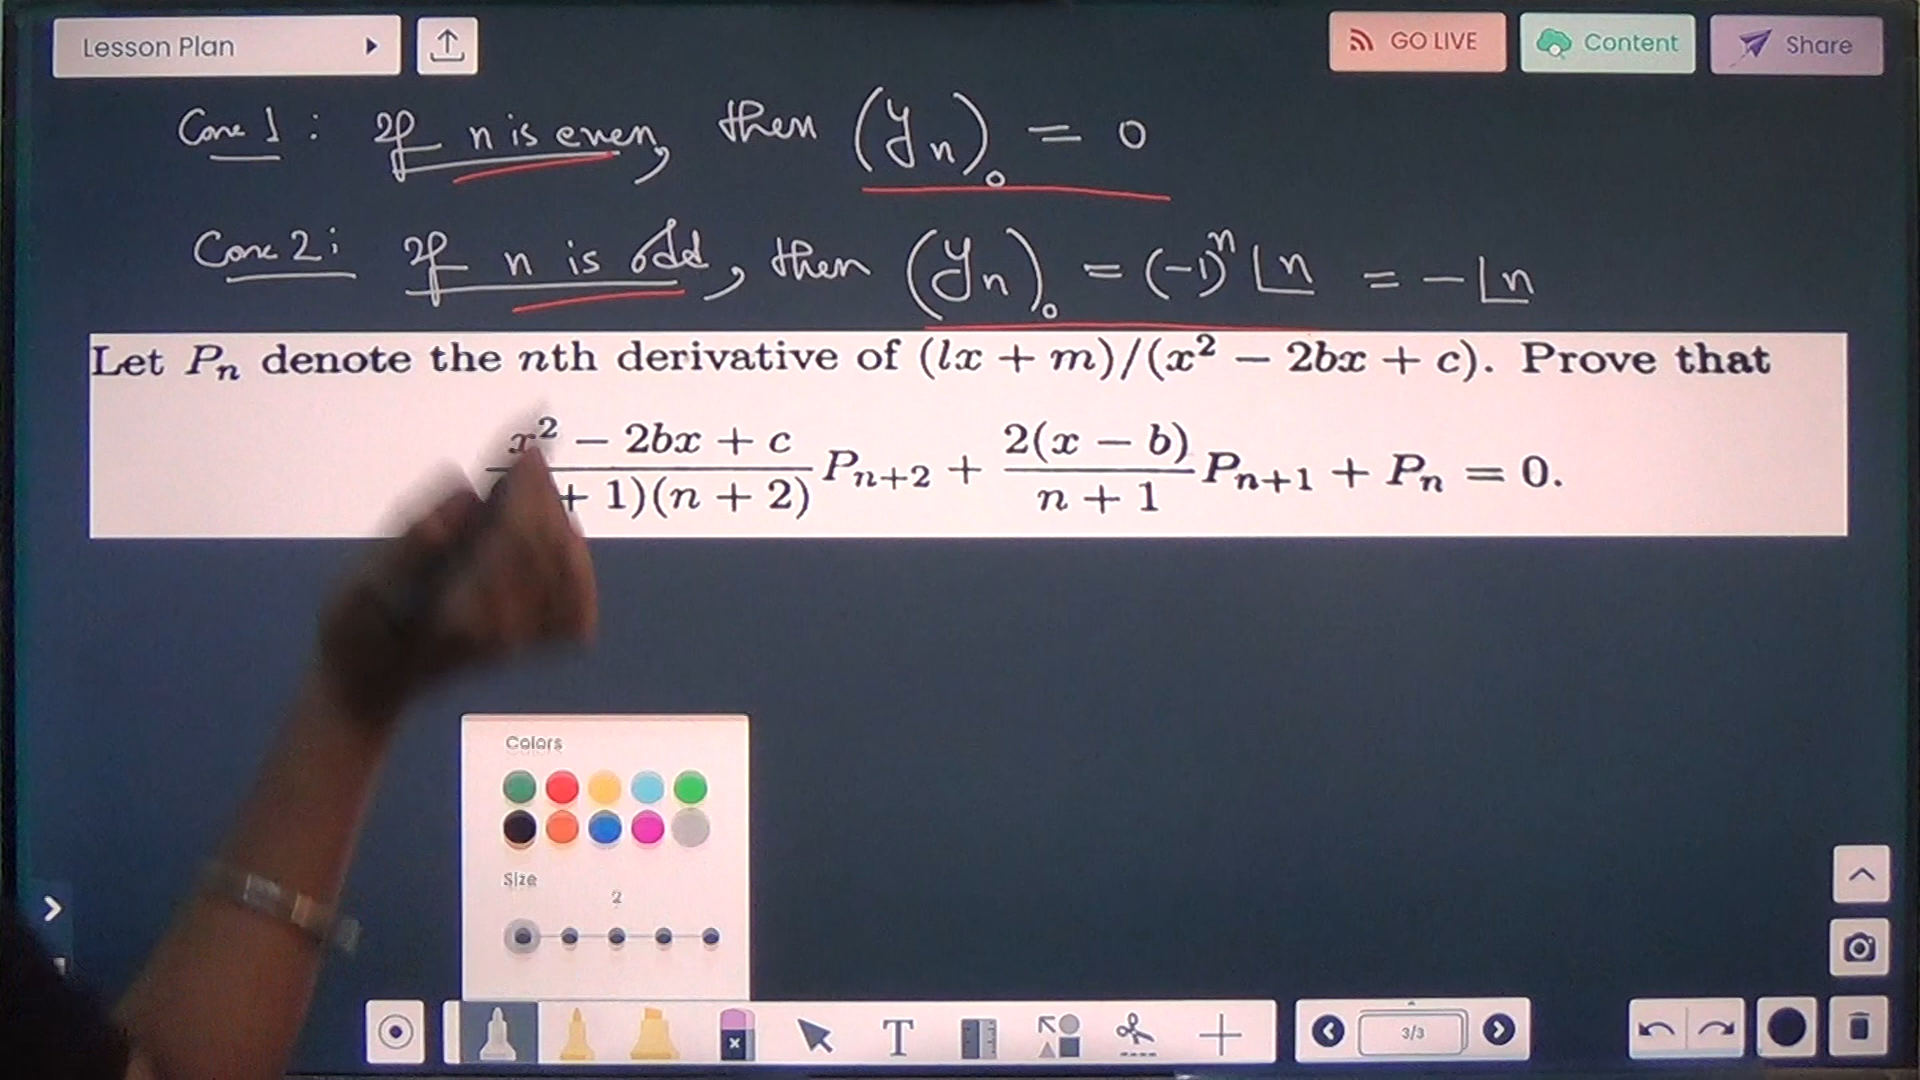 Lesson Plan
GO LIVE
Content
Share
Case 1 : If n is even, then (yn)₀ = 0
Case 2 : If n is odd, then (yn)₀ = (-1)ⁿ ⌊n = -⌊n
Let Pₙ denote the nth derivative of (lx + m)/(x² − 2bx + c). Prove that
x² − 2bx + c 2(x − b)
Pₙ₊₂ + Pₙ₊₁ + Pₙ = 0.
+ 1)(n + 2) n + 1
Colors
Size
2
T
3/3